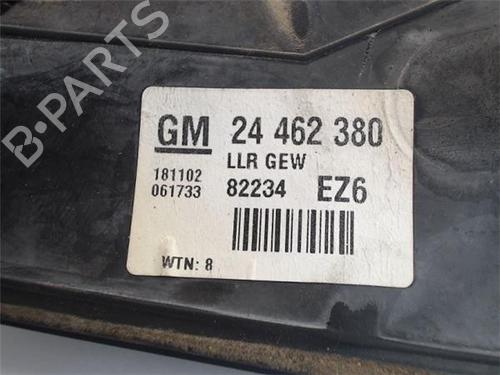 GM 24 462 380
LLR GEW
181102
061733 82234 EZ6
WTN: 8
B-PARTS